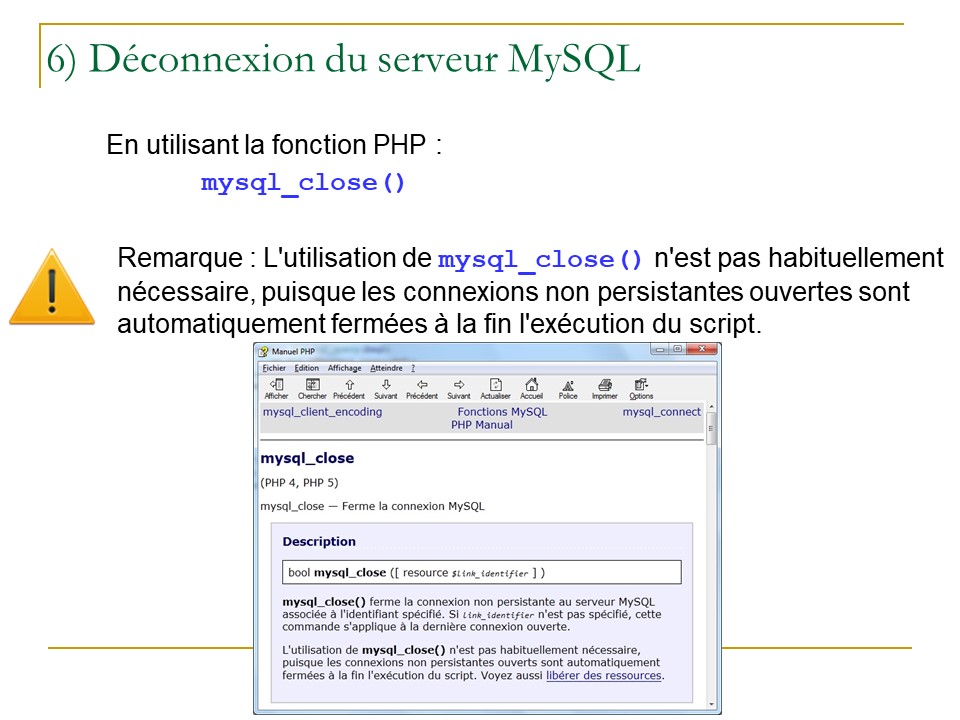 6) Déconnexion du serveur MySQL
En utilisant la fonction PHP :
mysql_close()
Remarque : L'utilisation de mysql_close() n'est pas habituellement
nécessaire, puisque les connexions non persistantes ouvertes sont
automatiquement fermées à la fin l'exécution du script.
Manuel PHP
Fichier Edition Affichage Atteindre ?
Afficher Chercher Précédent Suivant Précédent Suivant Actualiser Accueil Police Imprimer Options
mysql_client_encoding Fonctions MySQL mysql_connect
PHP Manual
mysql_close
(PHP 4, PHP 5)
mysql_close — Ferme la connexion MySQL
Description
bool mysql_close ([ resource $link_identifier ] )
mysql_close() ferme la connexion non persistante au serveur MySQL
associée à l'identifiant spécifié. Si link_identifier n'est pas spécifié, cette
commande s'applique à la dernière connexion ouverte.
L'utilisation de mysql_close() n'est pas habituellement nécessaire,
puisque les connexions non persistantes ouverts sont automatiquement
fermées à la fin l'exécution du script. Voyez aussi libérer des ressources.